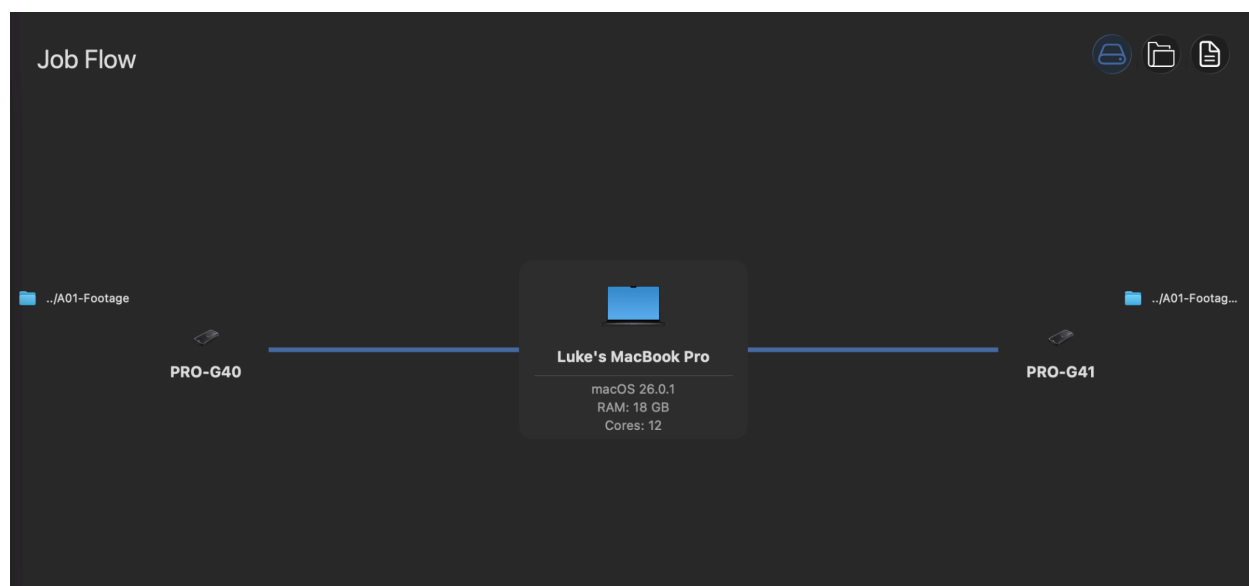 Job Flow
../A01-Footage
PRO-G40
Luke's MacBook Pro
macOS 26.0.1
RAM: 18 GB
Cores: 12
../A01-Footag...
PRO-G41